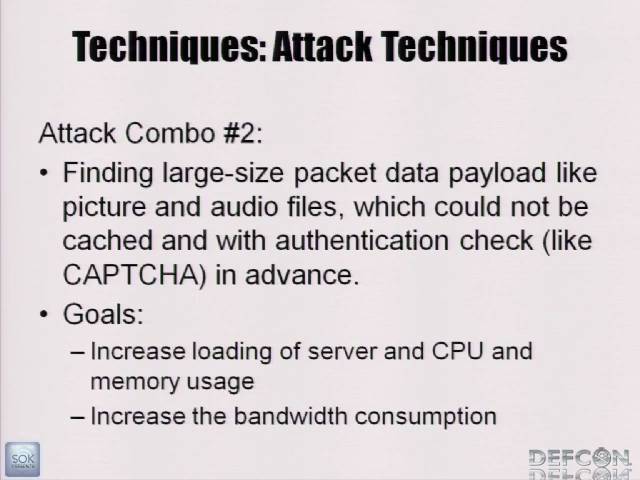 Techniques: Attack Techniques
Attack Combo #2:
• Finding large-size packet data payload like
picture and audio files, which could not be
cached and with authentication check (like
CAPTCHA) in advance.
• Goals:
– Increase loading of server and CPU and
memory usage
– Increase the bandwidth consumption
SOK
DEFCON